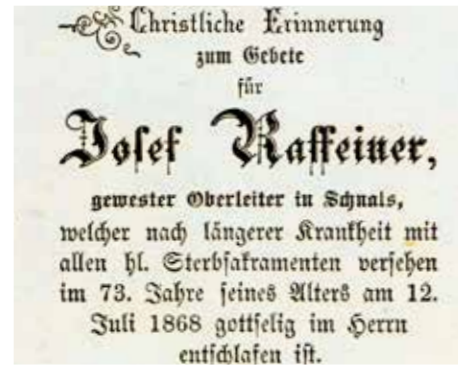 Christliche Erinnerung
zum Gebete
für
Josef Raffeiner,
gewester Oberleiter in Schnals,
welcher nach längerer Krankheit mit
allen hl. Sterbsakramenten versehen
im 73. Jahre seines Alters am 12.
Juli 1868 gottselig im Herrn
entschlafen ist.